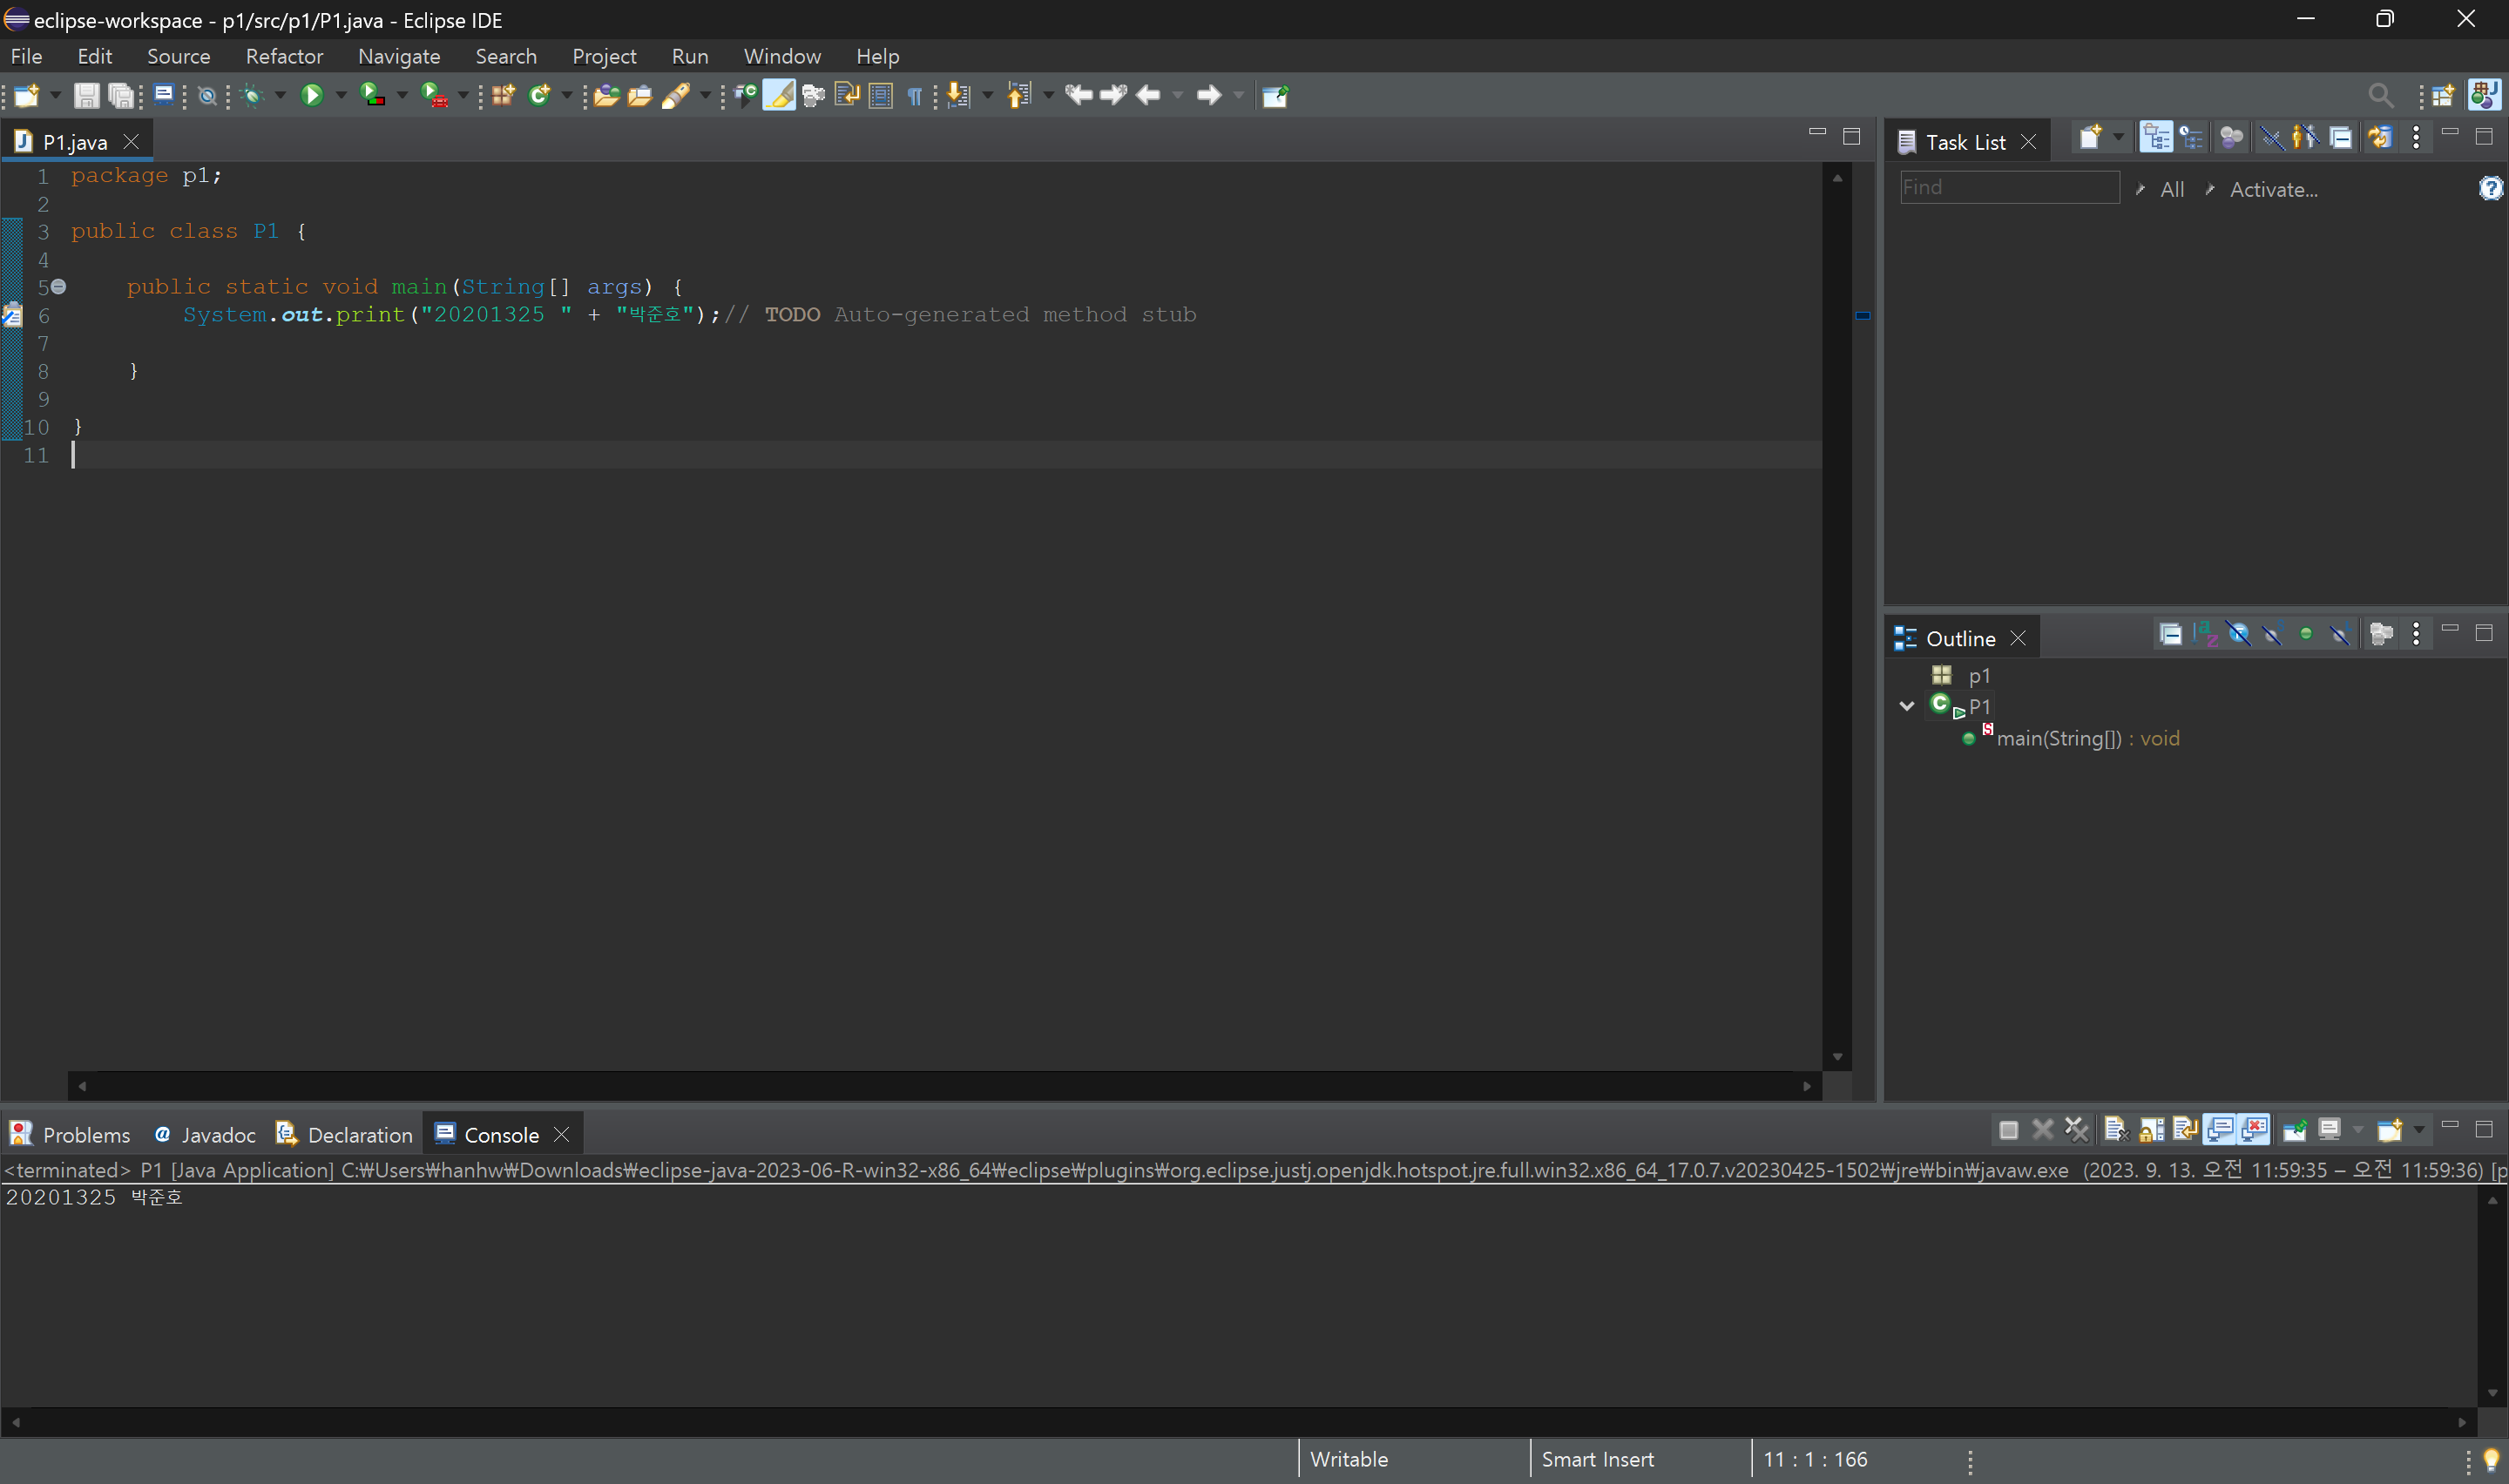 eclipse-workspace - p1/src/p1/P1.java - Eclipse IDE
File Edit Source Refactor Navigate Search Project Run Window Help
P1.java
1 package p1;
2
3 public class P1 {
4
5 public static void main(String[] args) {
6 System.out.print("20201325 " + "박준호");// TODO Auto-generated method stub
7
8 }
9
10 }
11
Task List
Find All Activate...
Outline
p1
P1
main(String[]) : void
Problems Javadoc Declaration Console
<terminated> P1 [Java Application] C:₩Users₩hanhw₩Downloads₩eclipse-java-2023-06-R-win32-x86_64₩eclipse₩plugins₩org.eclipse.justj.openjdk.hotspot.jre.full.win32.x86_64_17.0.7.v20230425-1502₩jre₩bin₩javaw.exe (2023. 9. 13. 오전 11:59:35 – 오전 11:59:36) [p
20201325 박준호
Writable Smart Insert 11 : 1 : 166